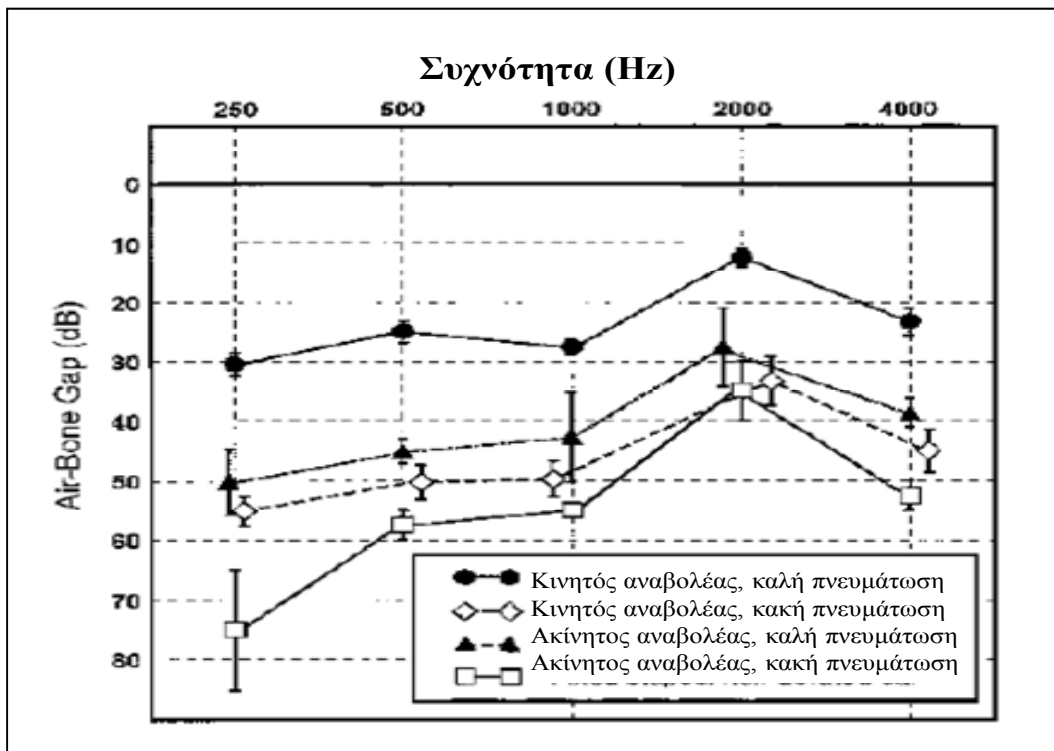 Συχνότητα (Hz)
250 500 1000 2000 4000
0
10
20
30
40
50
60
70
80
Air-Bone Gap (dB)
Κινητός αναβολέας, καλή πνευμάτωση
Κινητός αναβολέας, κακή πνευμάτωση
Ακίνητος αναβολέας, καλή πνευμάτωση
Ακίνητος αναβολέας, κακή πνευμάτωση